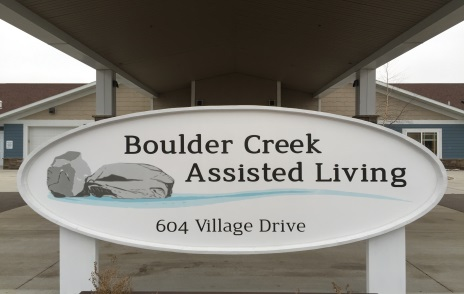 Boulder Creek
Assisted Living
604 Village Drive